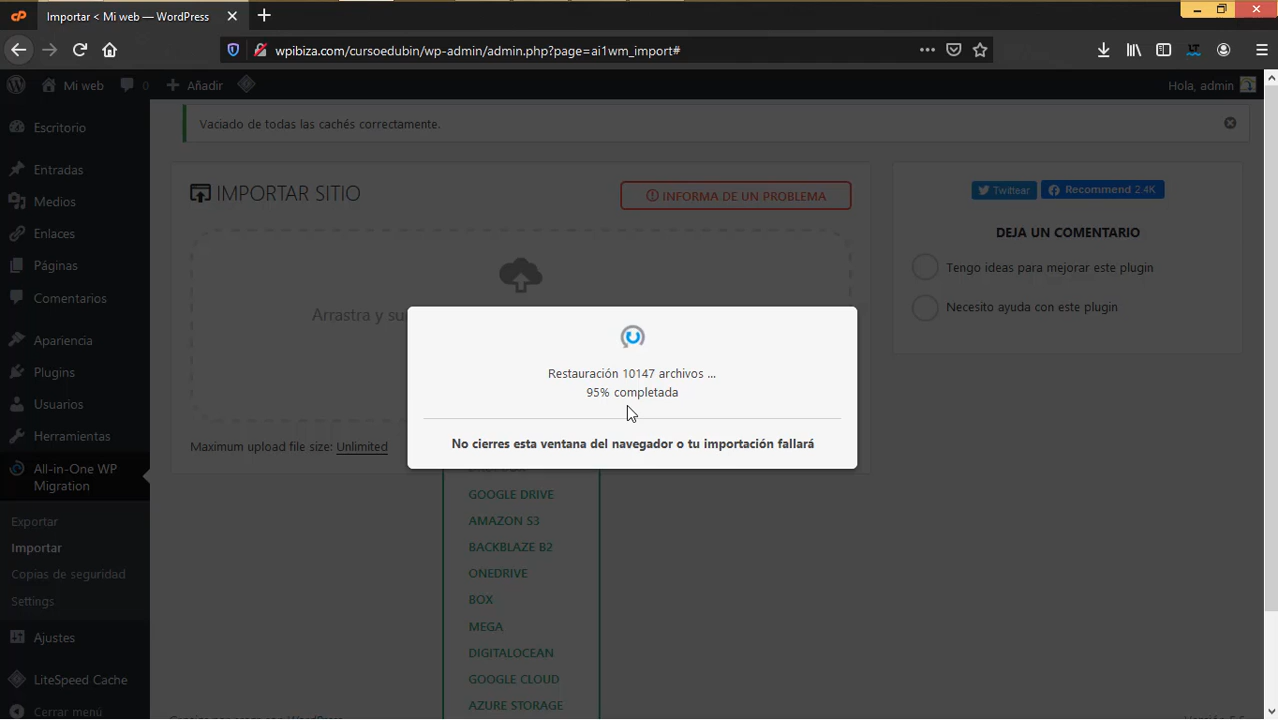 Importar < Mi web — WordPress
wpibiza.com/cursoedubin/wp-admin/admin.php?page=ai1wm_import#
Mi web
0
Añadir
Hola, admin
Escritorio
Entradas
Medios
Enlaces
Páginas
Comentarios
Apariencia
Plugins
Usuarios
Herramientas
All-in-One WP
Migration
Exportar
Importar
Copias de seguridad
Settings
Ajustes
LiteSpeed Cache
Cerrar menú
Vaciado de todas las cachés correctamente.
IMPORTAR SITIO
INFORMA DE UN PROBLEMA
Arrastra y su
Restauración 10147 archivos ...
95% completada
No cierres esta ventana del navegador o tu importación fallará
Maximum upload file size: Unlimited
GOOGLE DRIVE
AMAZON S3
BACKBLAZE B2
ONEDRIVE
BOX
MEGA
DIGITALOCEAN
GOOGLE CLOUD
AZURE STORAGE
Twittear
Recommend 2.4K
DEJA UN COMENTARIO
Tengo ideas para mejorar este plugin
Necesito ayuda con este plugin